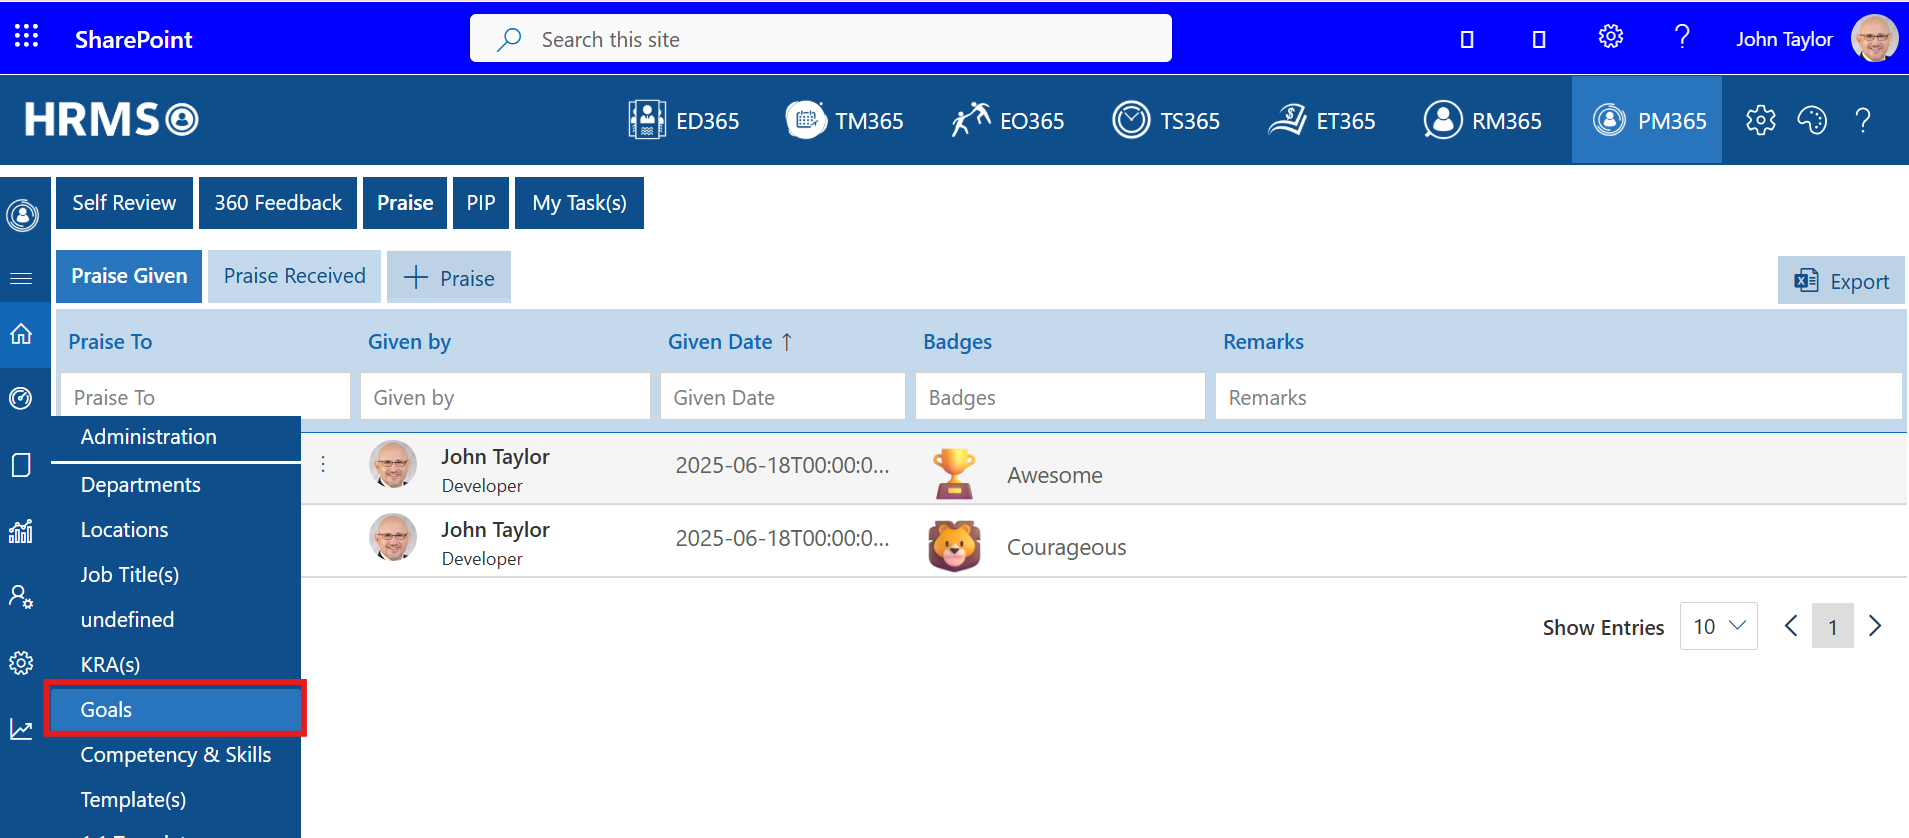 SharePoint
Search this site
John Taylor
HRMS
ED365
TM365
EO365
TS365
ET365
RM365
PM365
Self Review
360 Feedback
Praise
PIP
My Task(s)
Praise Given
Praise Received
Praise
Export
Praise To
Given by
Given Date ↑
Badges
Remarks
Praise To
Given by
Given Date
Badges
Remarks
Administration
Departments
Locations
Job Title(s)
undefined
KRA(s)
Goals
Competency & Skills
Template(s)
John Taylor
Developer
2025-06-18T00:00:0...
Awesome
John Taylor
Developer
2025-06-18T00:00:0...
Courageous
Show Entries
10
1